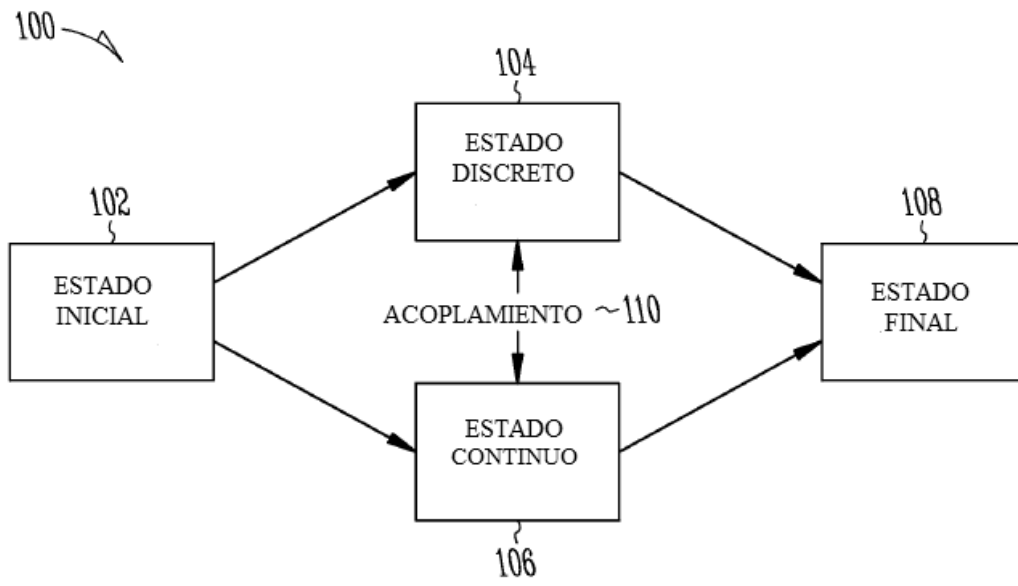 100
104
ESTADO
DISCRETO
102
ESTADO
INICIAL
108
ESTADO
FINAL
ACOPLAMIENTO ~110
ESTADO
CONTINUO
106